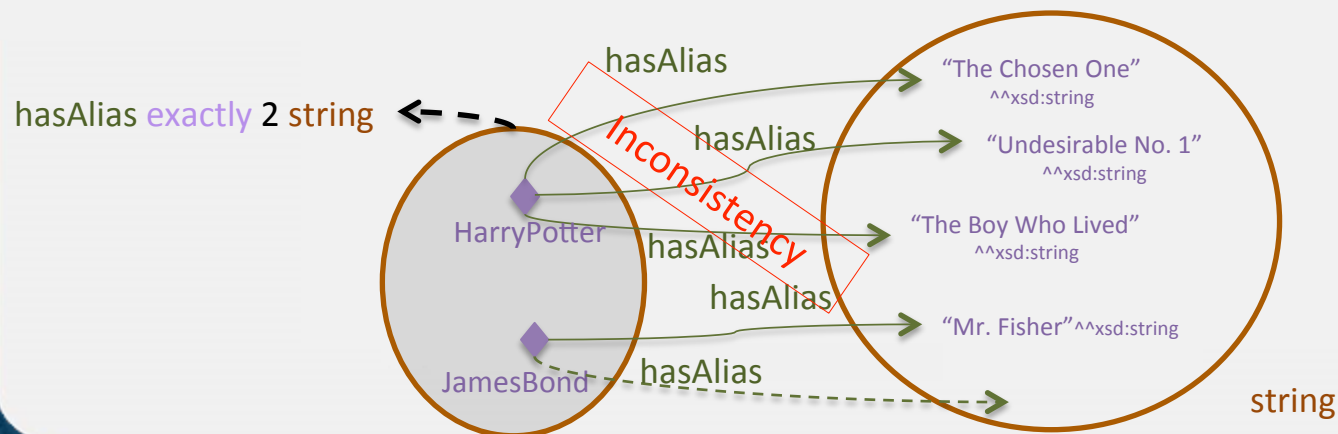 hasAlias
“The Chosen One”
^^xsd:string
hasAlias exactly 2 string
hasAlias
“Undesirable No. 1”
^^xsd:string
Inconsistency
HarryPotter
“The Boy Who Lived”
^^xsd:string
hasAlias
hasAlias
“Mr. Fisher”^^xsd:string
JamesBond
hasAlias
string